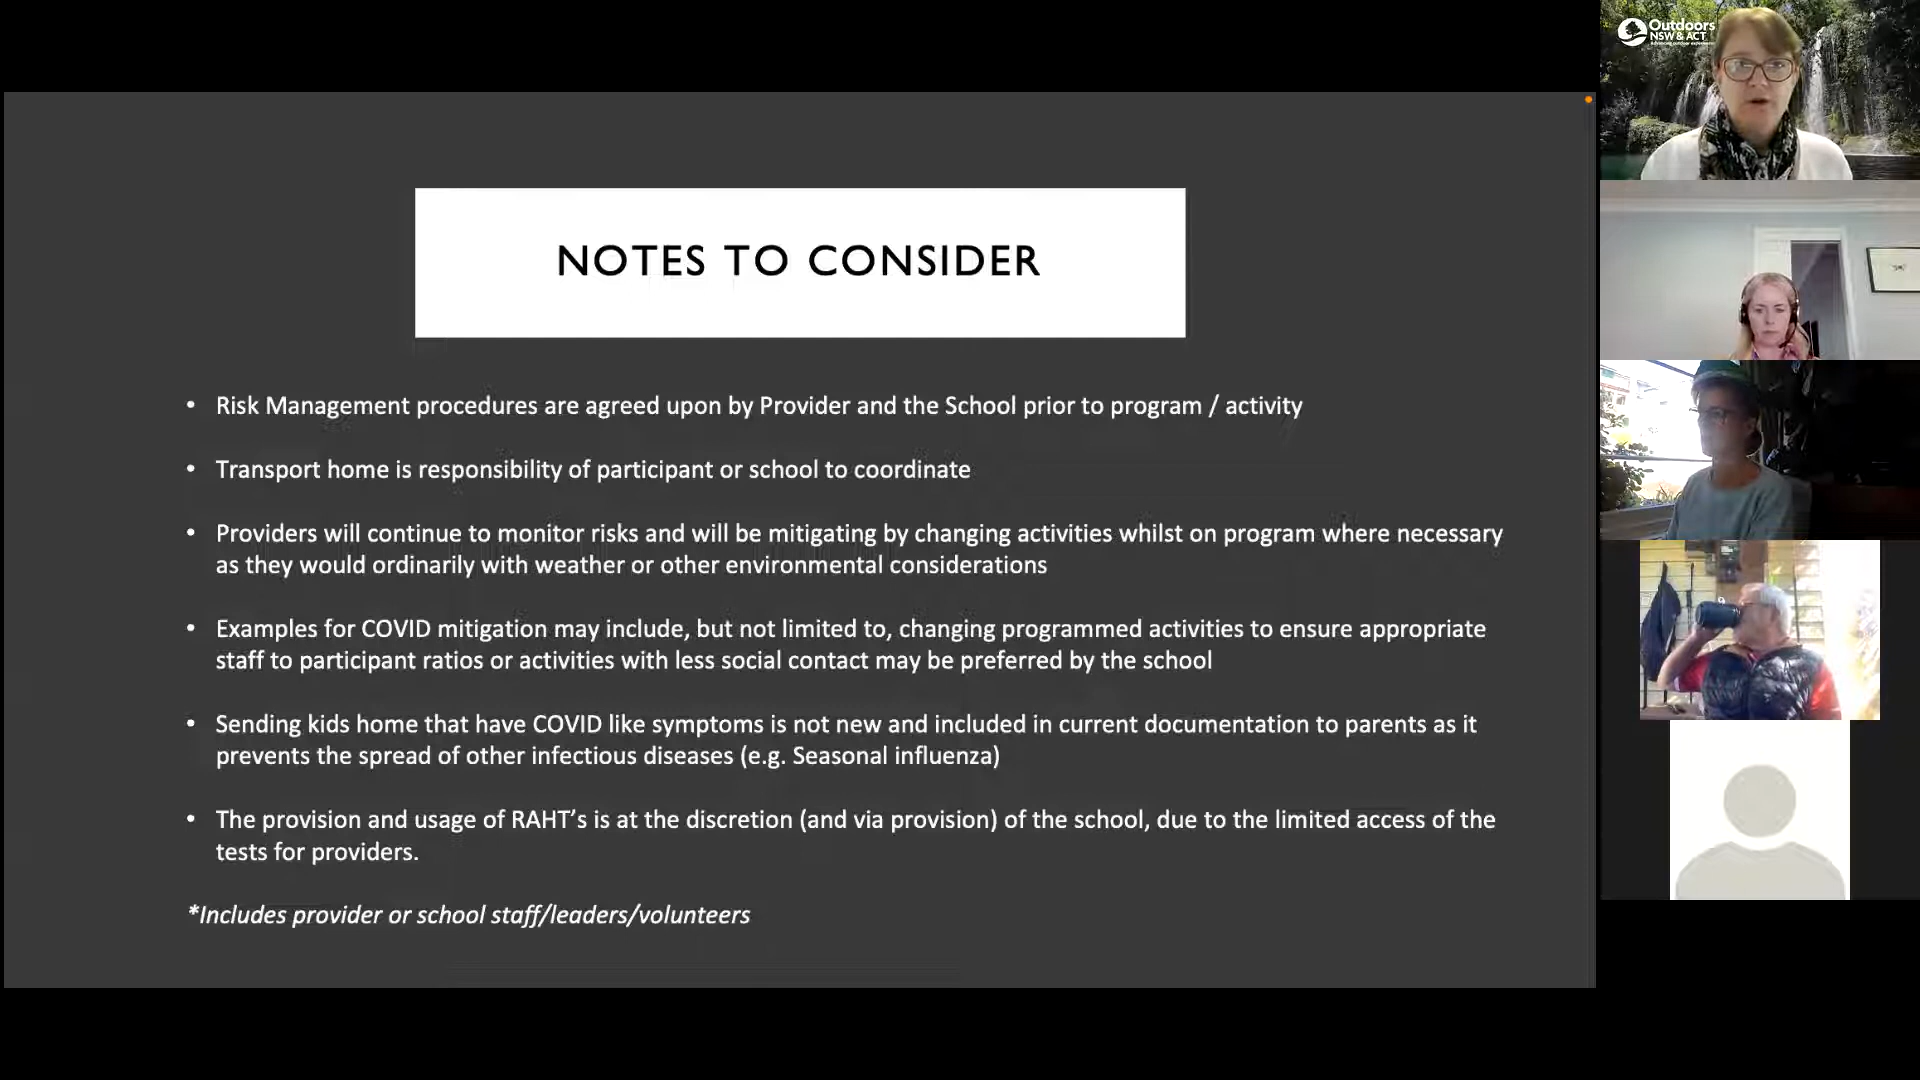 NOTES TO CONSIDER
• Risk Management procedures are agreed upon by Provider and the School prior to program / activity
• Transport home is responsibility of participant or school to coordinate
• Providers will continue to monitor risks and will be mitigating by changing activities whilst on program where necessary
as they would ordinarily with weather or other environmental considerations
• Examples for COVID mitigation may include, but not limited to, changing programmed activities to ensure appropriate
staff to participant ratios or activities with less social contact may be preferred by the school
• Sending kids home that have COVID like symptoms is not new and included in current documentation to parents as it
prevents the spread of other infectious diseases (e.g. Seasonal influenza)
• The provision and usage of RAHT’s is at the discretion (and via provision) of the school, due to the limited access of the
tests for providers.
*Includes provider or school staff/leaders/volunteers
Outdoors
NSW & ACT